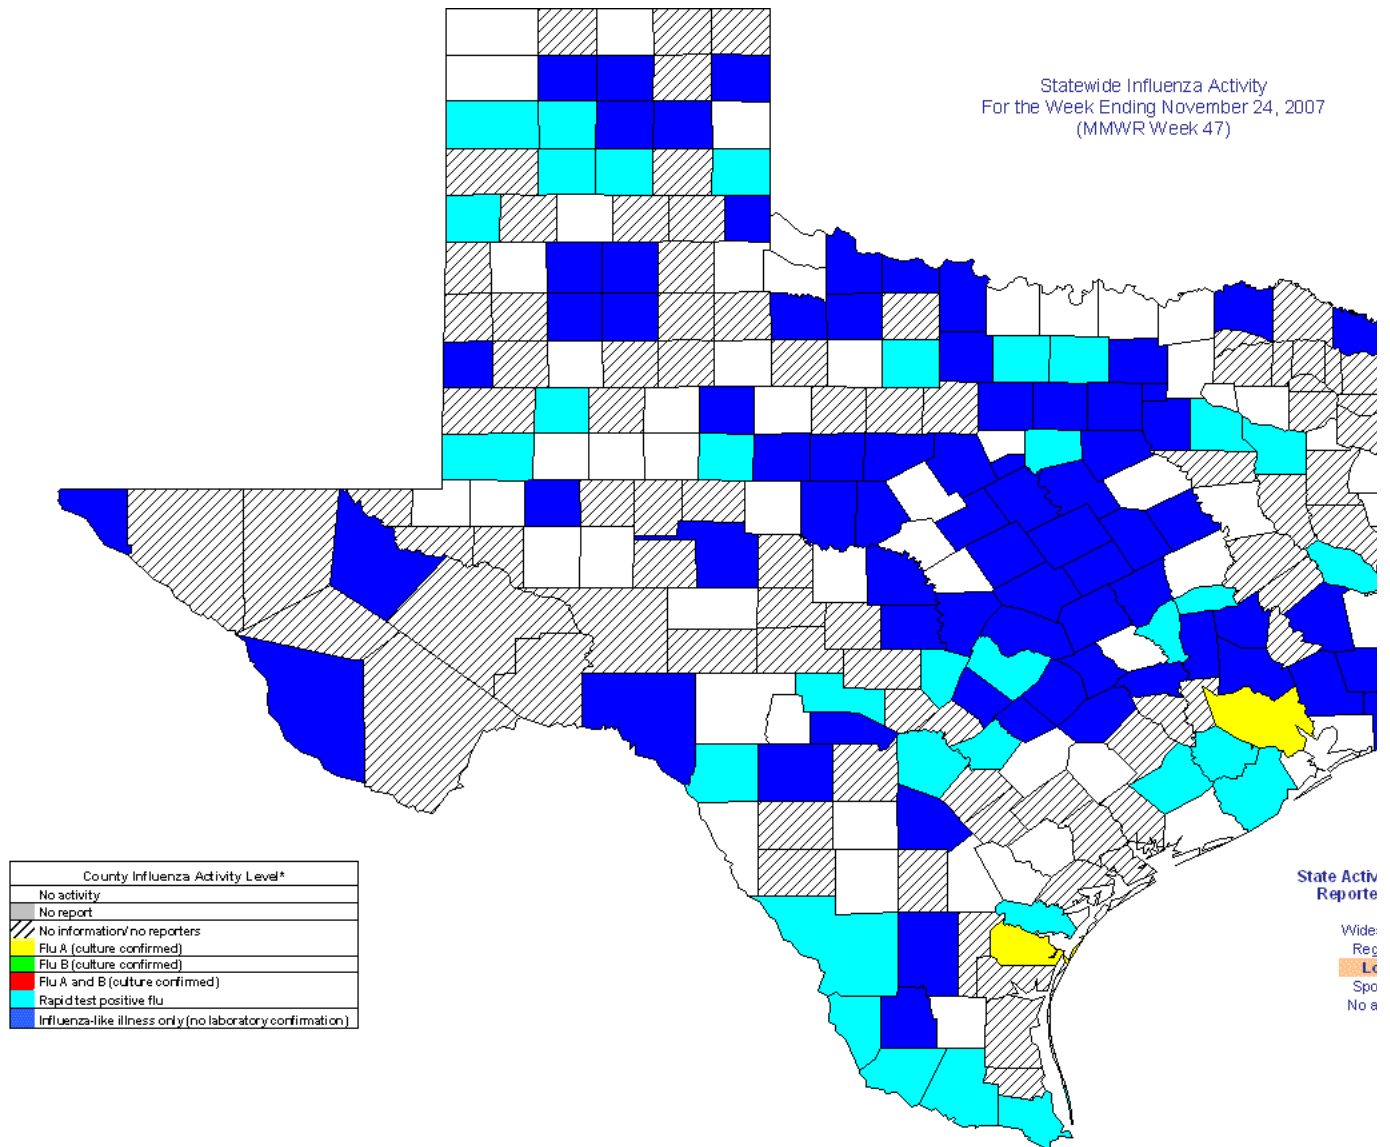 Statewide Influenza Activity
For the Week Ending November 24, 2007
(MMWR Week 47)
County Influenza Activity Level*
No activity
No report
No information/ no reporters
Flu A (culture confirmed)
Flu B (culture confirmed)
Flu A and B (culture confirmed)
Rapid test positive flu
Influenza-like illness only (no laboratory confirmation)
State Activ
Reporte
Wides
Reg
Lo
Spo
No a